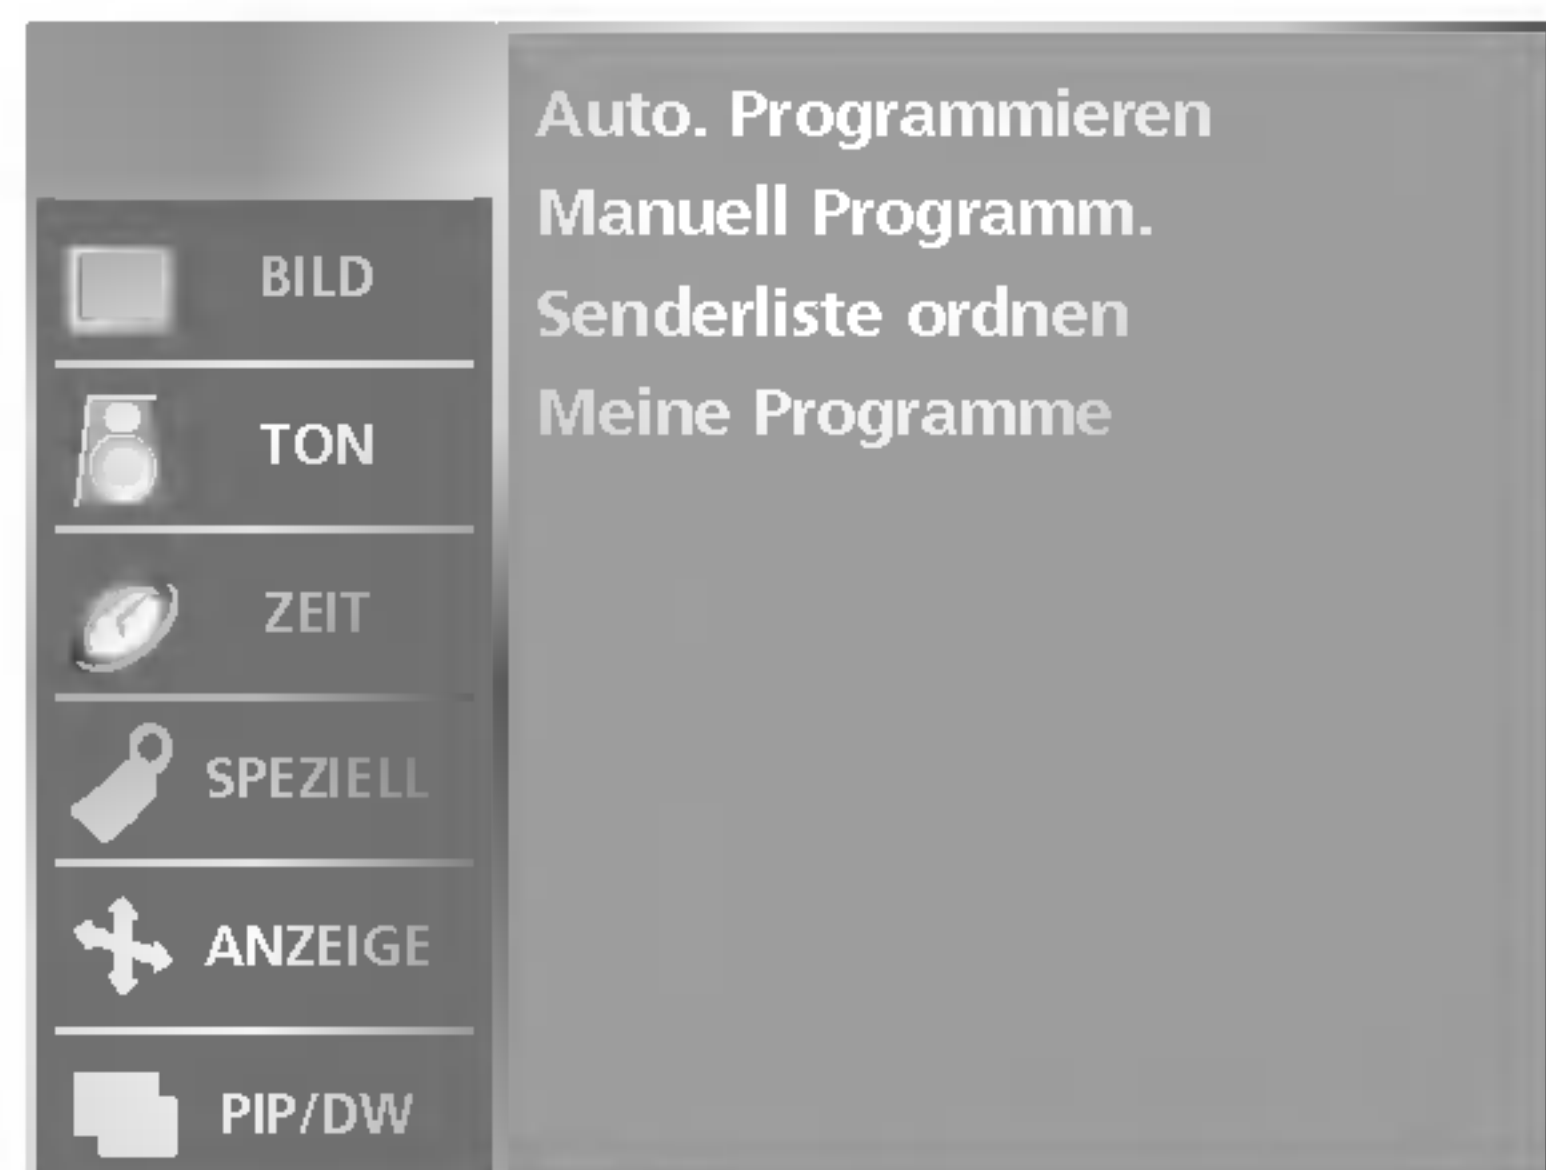 Auto. Programmieren
Manuell Programm.
Senderliste ordnen
Meine Programme
BILD
TON
ZEIT
SPEZIELL
ANZEIGE
PIP/DW